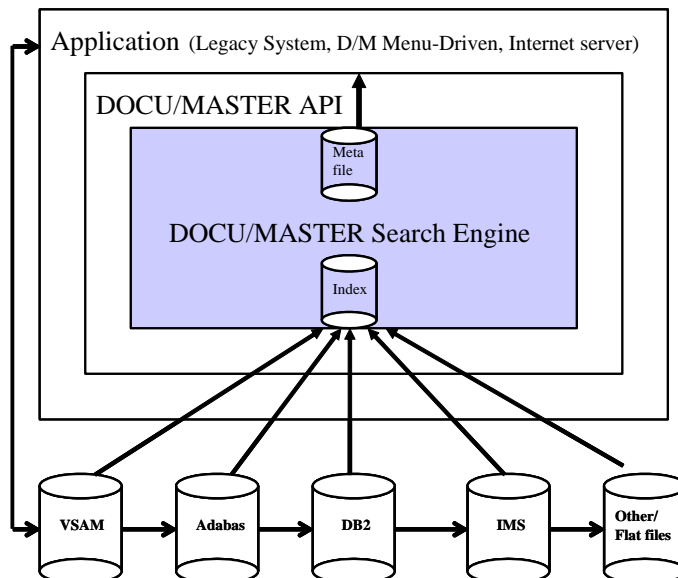 Application (Legacy System, D/M Menu-Driven, Internet server)
DOCU/MASTER API
Meta
file
DOCU/MASTER Search Engine
Index
VSAM
Adabas
DB2
IMS
Other/
Flat files